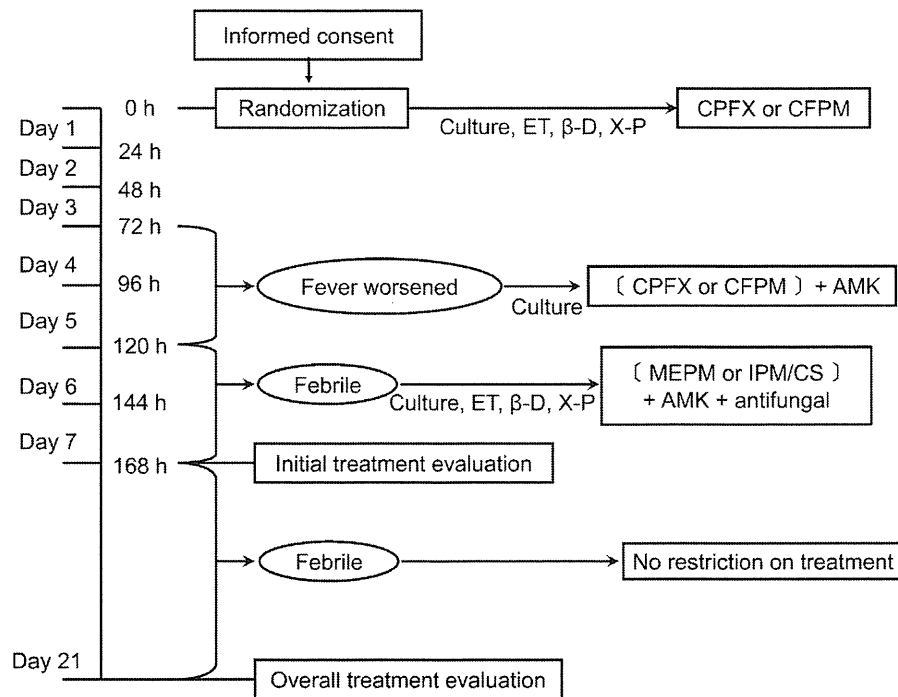 Informed consent
0 h
Randomization
CPFX or CFPM
Culture, ET, β-D, X-P
Day 1
24 h
Day 2
48 h
Day 3
72 h
Day 4
96 h
Fever worsened
Culture
〔 CPFX or CFPM 〕 + AMK
Day 5
120 h
Day 6
Febrile
Culture, ET, β-D, X-P
〔 MEPM or IPM/CS 〕
+ AMK + antifungal
144 h
Day 7
168 h
Initial treatment evaluation
Febrile
No restriction on treatment
Day 21
Overall treatment evaluation